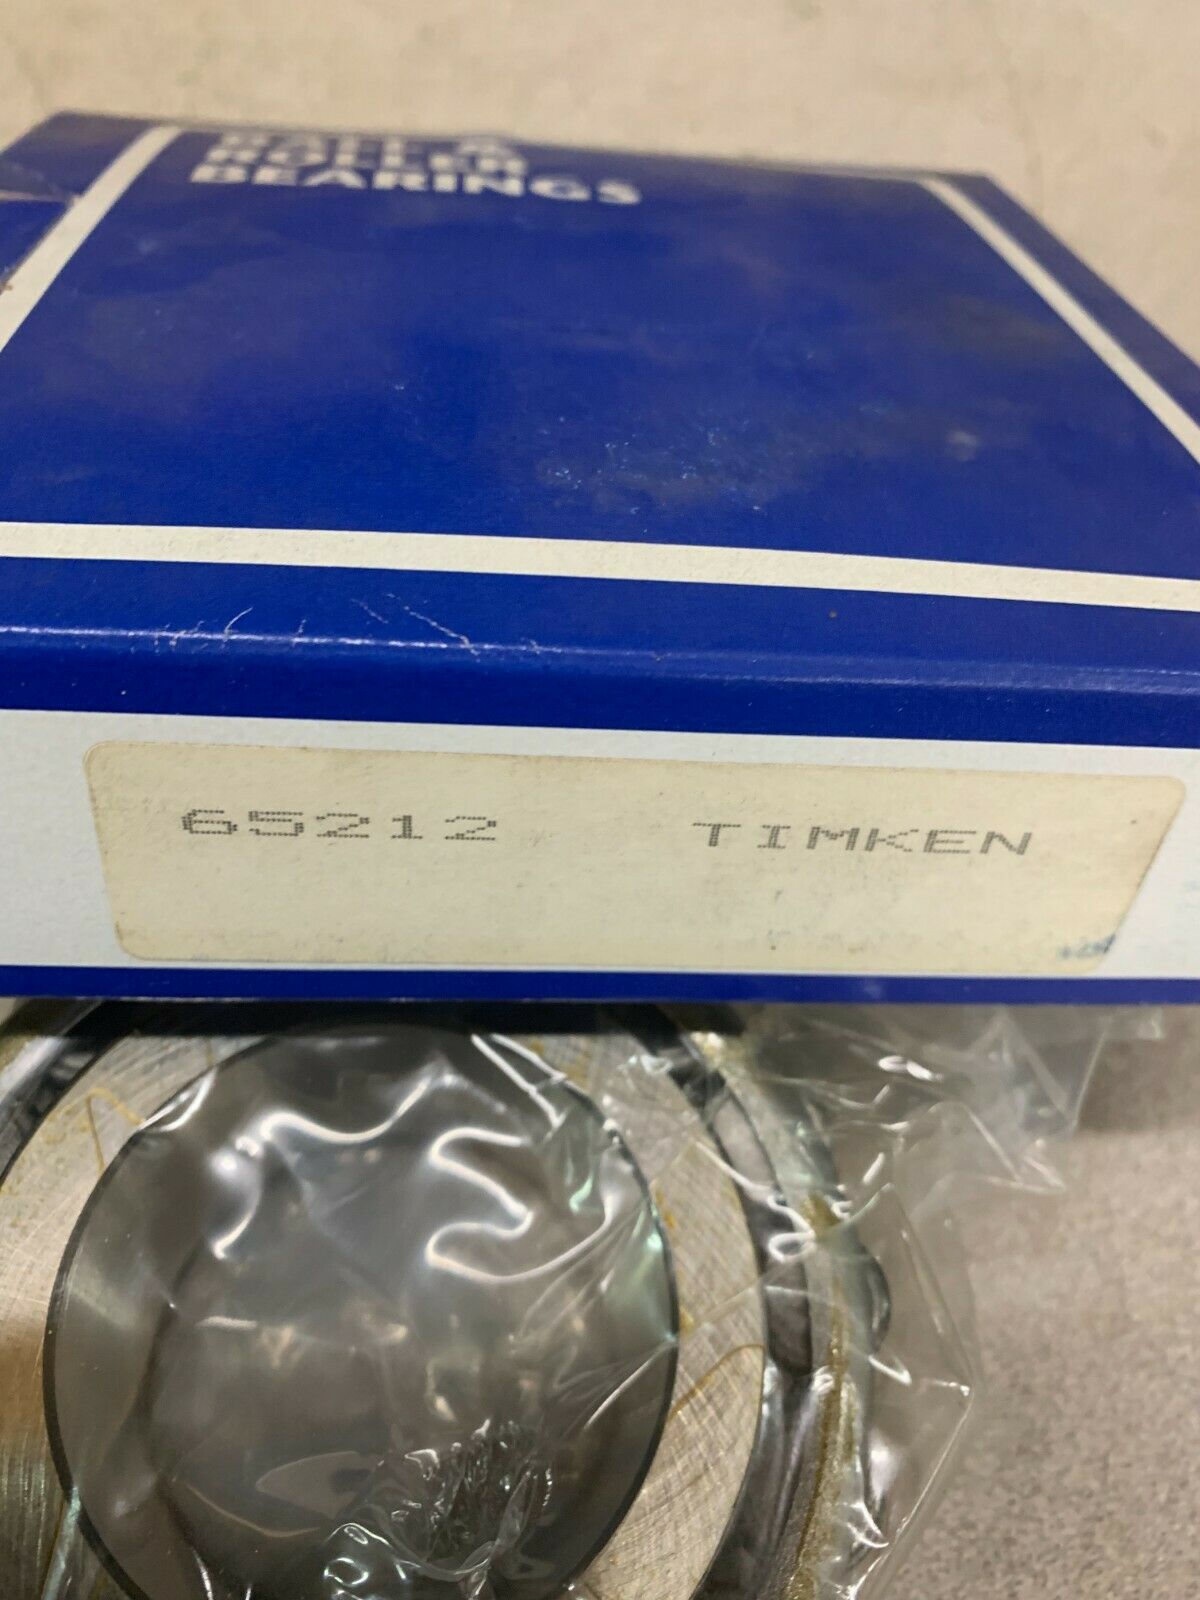 BALL &
ROLLER
BEARINGS
65212 TIMKEN